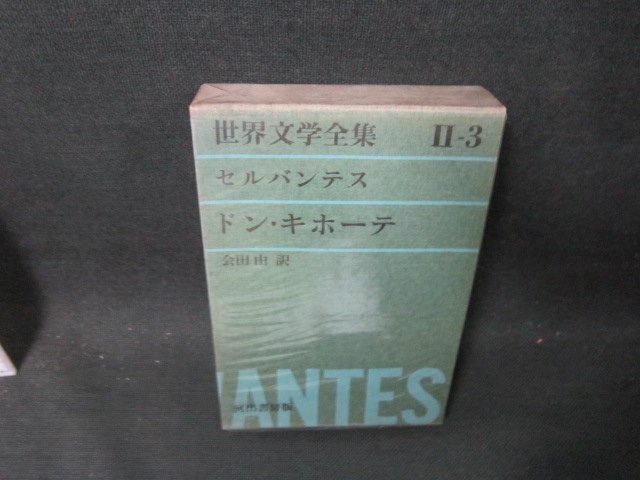 世界文学全集 II-3
セルバンテス
ドン・キホーテ
会田由 訳
ANTES
河出書房版